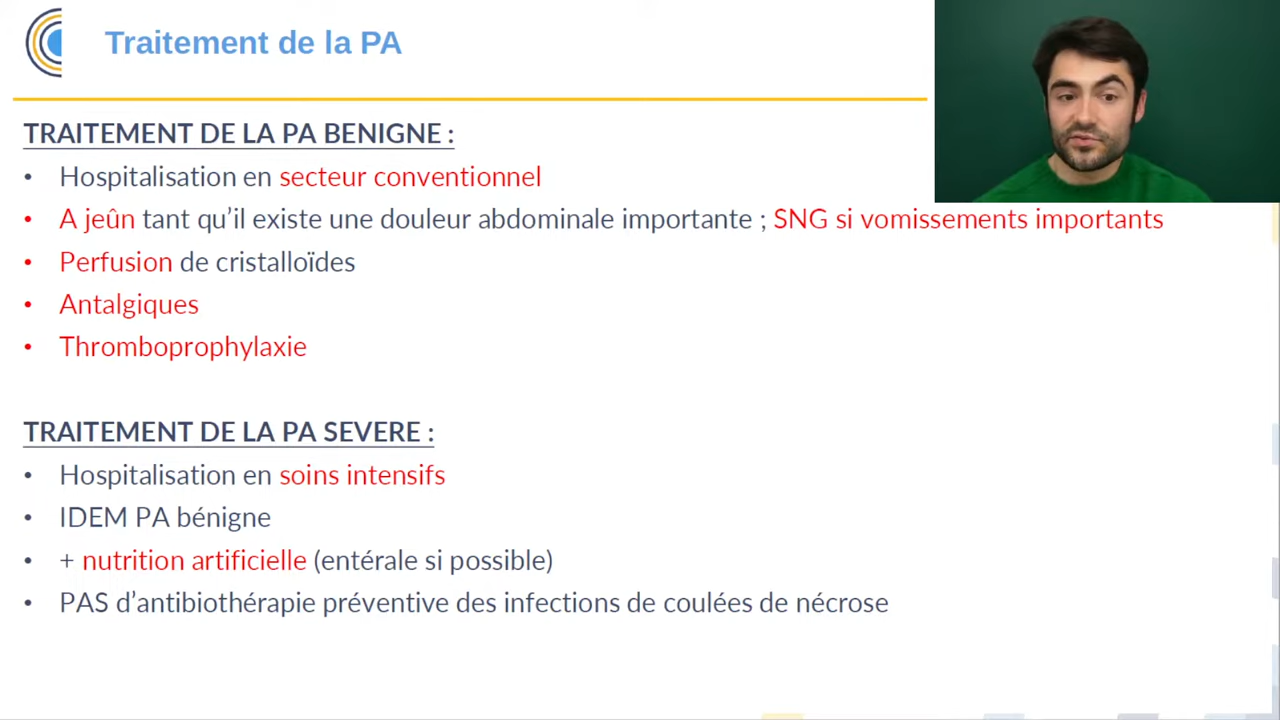 Traitement de la PA
TRAITEMENT DE LA PA BENIGNE :
• Hospitalisation en secteur conventionnel
• A jeûn tant qu’il existe une douleur abdominale importante ; SNG si vomissements importants
• Perfusion de cristalloïdes
• Antalgiques
• Thromboprophylaxie
TRAITEMENT DE LA PA SEVERE :
• Hospitalisation en soins intensifs
• IDEM PA bénigne
• + nutrition artificielle (entérale si possible)
• PAS d’antibiothérapie préventive des infections de coulées de nécrose